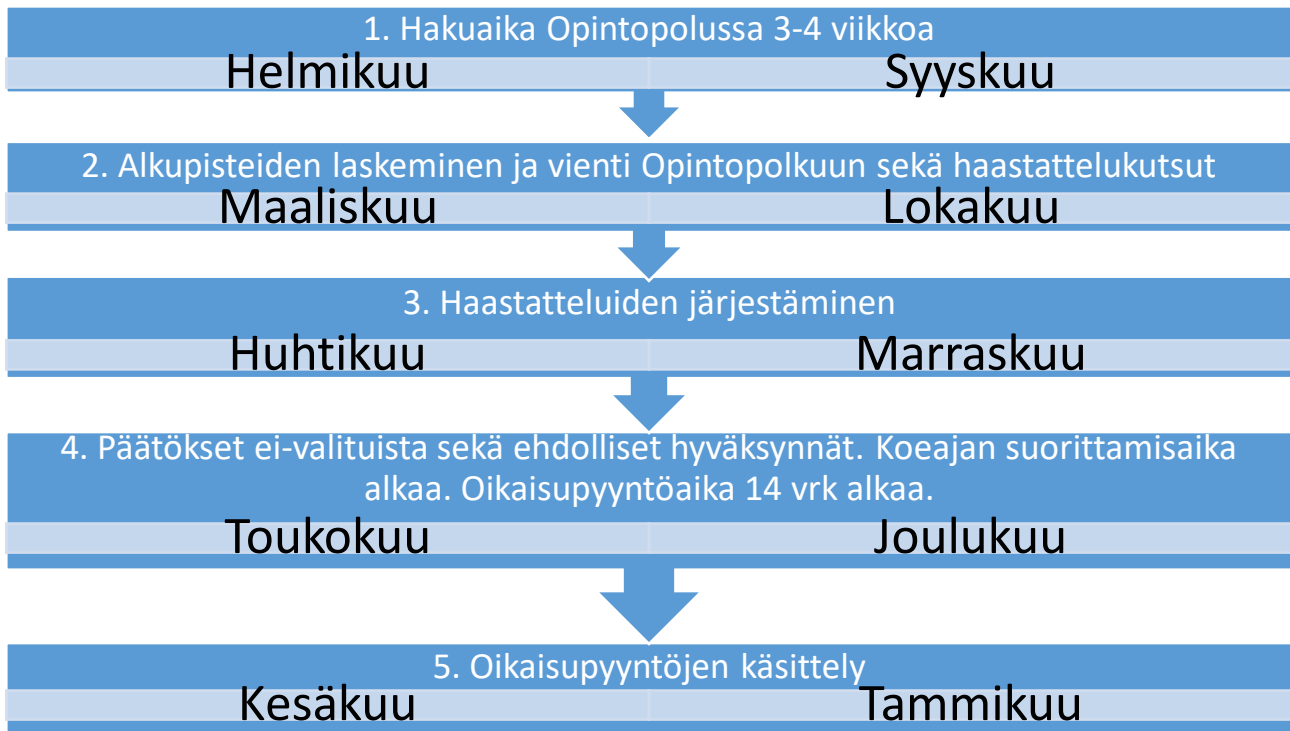 1. Hakuaika Opintopolussa 3-4 viikkoa
Helmikuu Syyskuu
2. Alkupisteiden laskeminen ja vienti Opintopolkuun sekä haastattelukutsut
Maaliskuu Lokakuu
3. Haastatteluiden järjestäminen
Huhtikuu Marraskuu
4. Päätökset ei-valituista sekä ehdolliset hyväksynnät. Koeajan suorittamisaika
alkaa. Oikaisupyyntöaika 14 vrk alkaa.
Toukokuu Joulukuu
5. Oikaisupyyntöjen käsittely
Kesäkuu Tammikuu